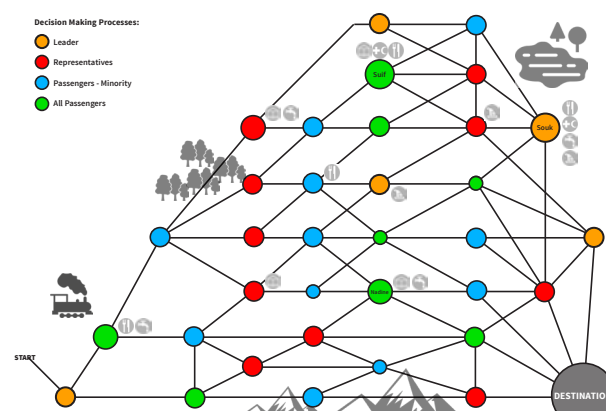 Decision Making Processes:
Leader
Representatives
Passengers - Minority
All Passengers
Suif
Souk
START
DESTINATIO